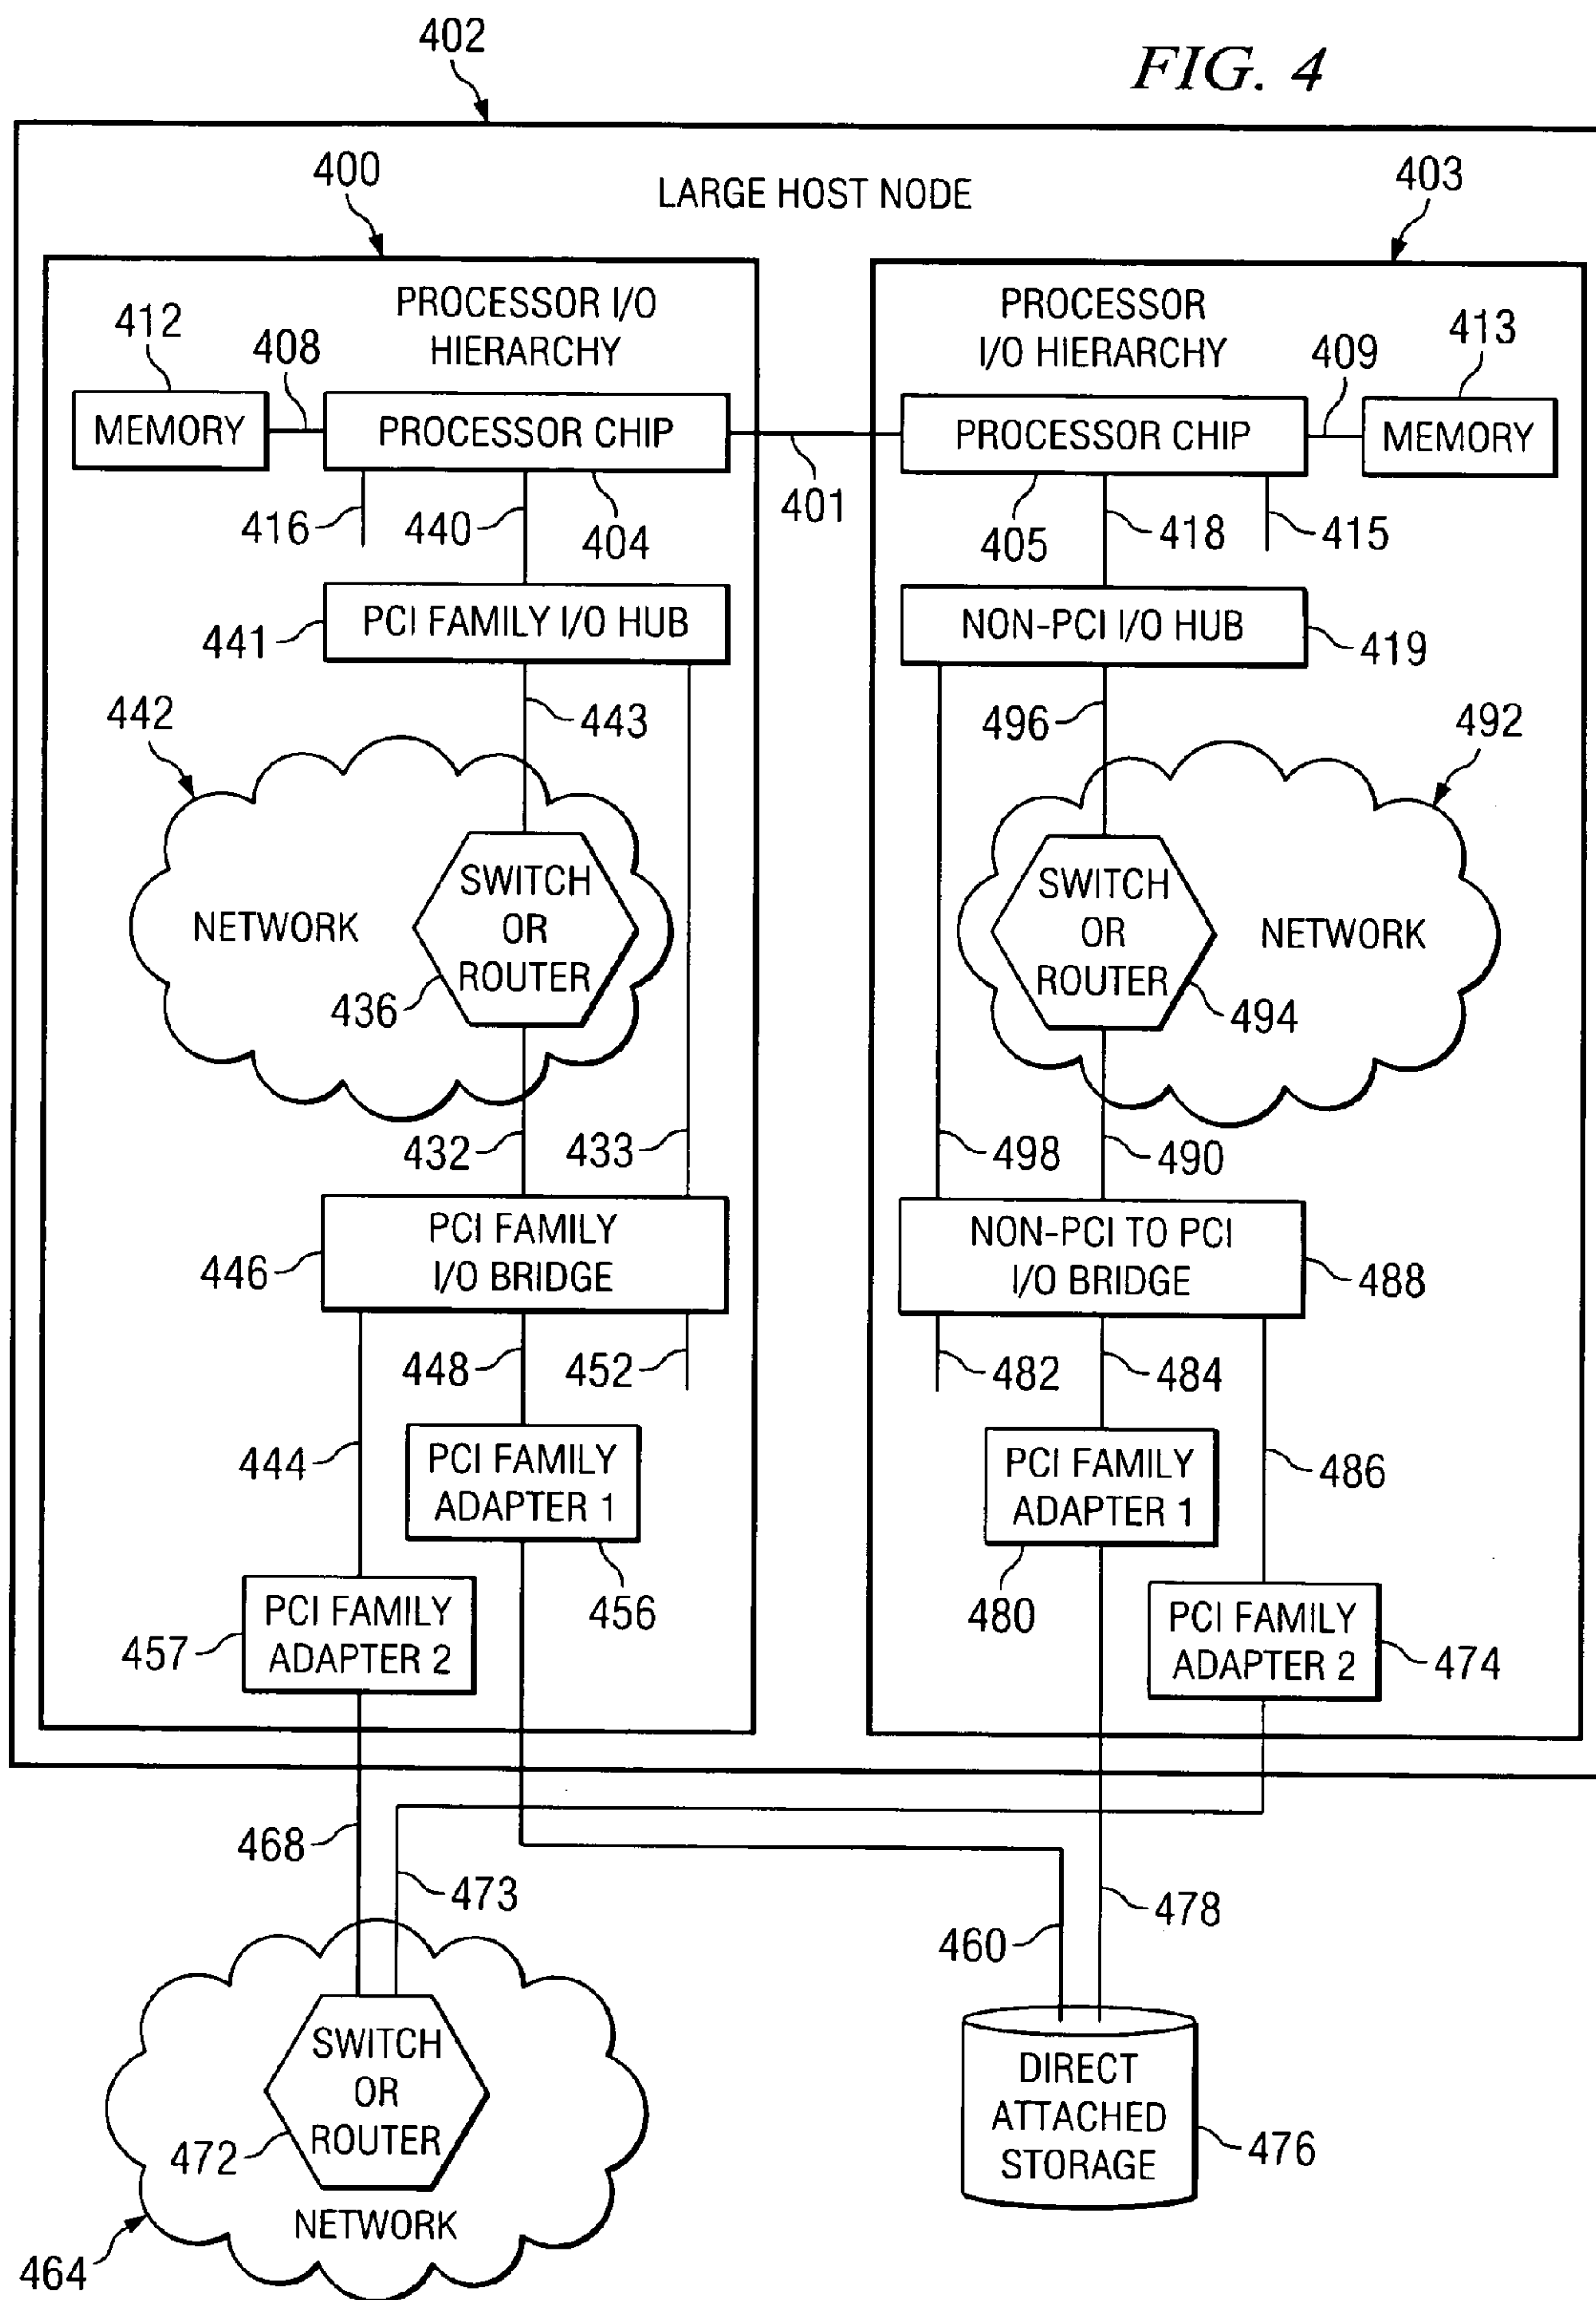 FIG. 4
402
LARGE HOST NODE
400
403
PROCESSOR I/O
HIERARCHY
PROCESSOR
I/O HIERARCHY
412
408
409
413
MEMORY
PROCESSOR CHIP
PROCESSOR CHIP
MEMORY
416
440
404
401
405
418
415
PCI FAMILY I/O HUB
441
NON-PCI I/O HUB
419
442
443
496
492
SWITCH
OR
ROUTER
NETWORK
436
SWITCH
OR
ROUTER
NETWORK
494
432
433
498
490
PCI FAMILY
I/O BRIDGE
446
NON-PCI TO PCI
I/O BRIDGE
488
448
452
482
484
444
PCI FAMILY
ADAPTER 1
456
PCI FAMILY
ADAPTER 1
480
486
PCI FAMILY
ADAPTER 2
457
PCI FAMILY
ADAPTER 2
474
468
473
460
478
SWITCH
OR
ROUTER
472
NETWORK
464
DIRECT
ATTACHED
STORAGE
476